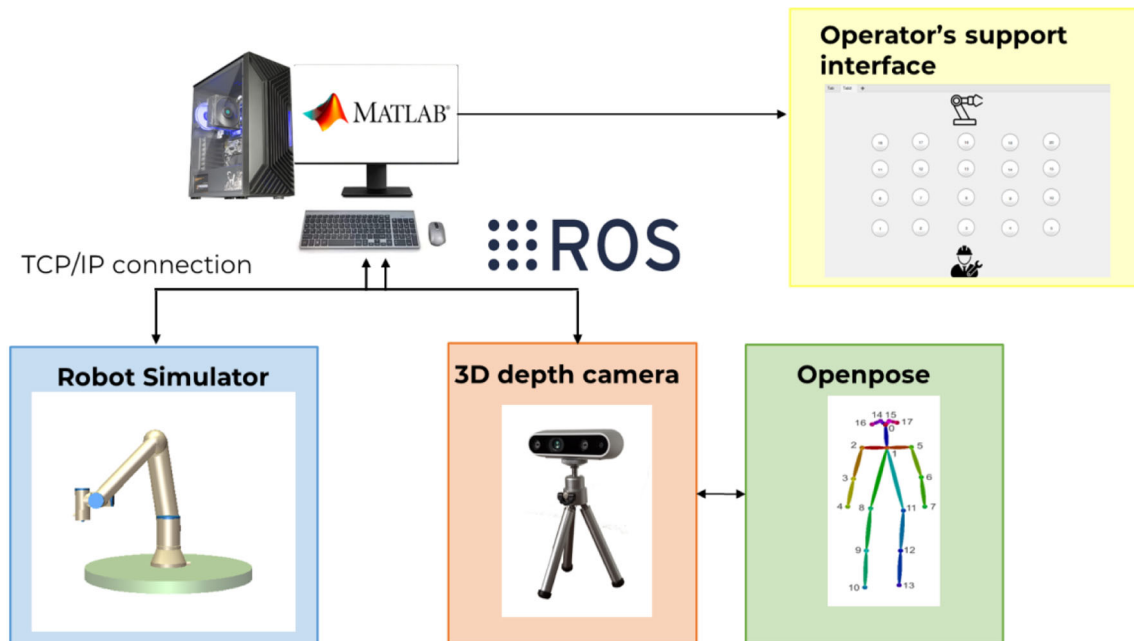 Operator's support
interface
MATLAB®
ROS
TCP/IP connection
Robot Simulator
3D depth camera
Openpose
14 15
16 17
0
2 5
1
3 6
4 7
8 11
9 12
10 13